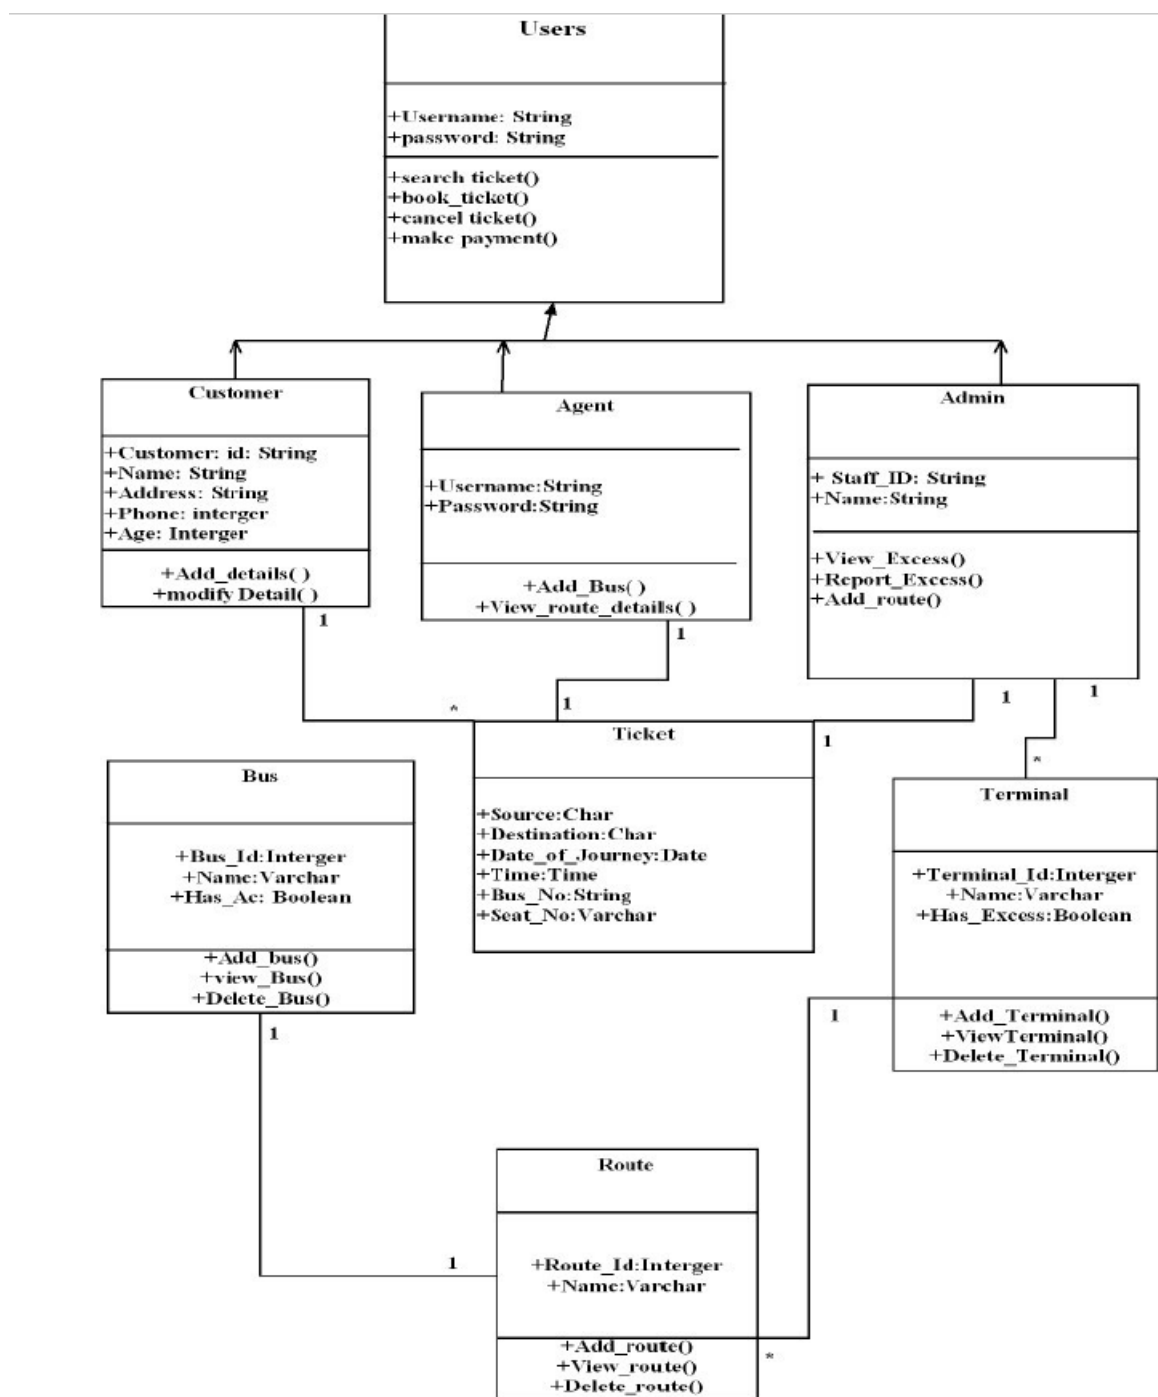 Users
+Username: String
+password: String
+search ticket()
+book_ticket()
+cancel ticket()
+make payment()
Customer
+Customer: id: String
+Name: String
+Address: String
+Phone: interger
+Age: Interger
+Add_details( )
+modify Detail( )
1
Agent
+Username:String
+Password:String
+Add_Bus( )
+View_route_details( )
1
Admin
+ Staff_ID: String
+Name:String
+View_Excess()
+Report_Excess()
+Add_route()
1
1
*
1
1
*
Ticket
+Source:Char
+Destination:Char
+Date_of_Journey:Date
+Time:Time
+Bus_No:String
+Seat_No:Varchar
Bus
+Bus_Id:Interger
+Name:Varchar
+Has_Ac: Boolean
+Add_bus()
+view_Bus()
+Delete_Bus()
1
Terminal
+Terminal_Id:Interger
+Name:Varchar
+Has_Excess:Boolean
+Add_Terminal()
+ViewTerminal()
+Delete_Terminal()
1
1
Route
+Route_Id:Interger
+Name:Varchar
+Add_route()
+View_route()
+Delete_route()
*